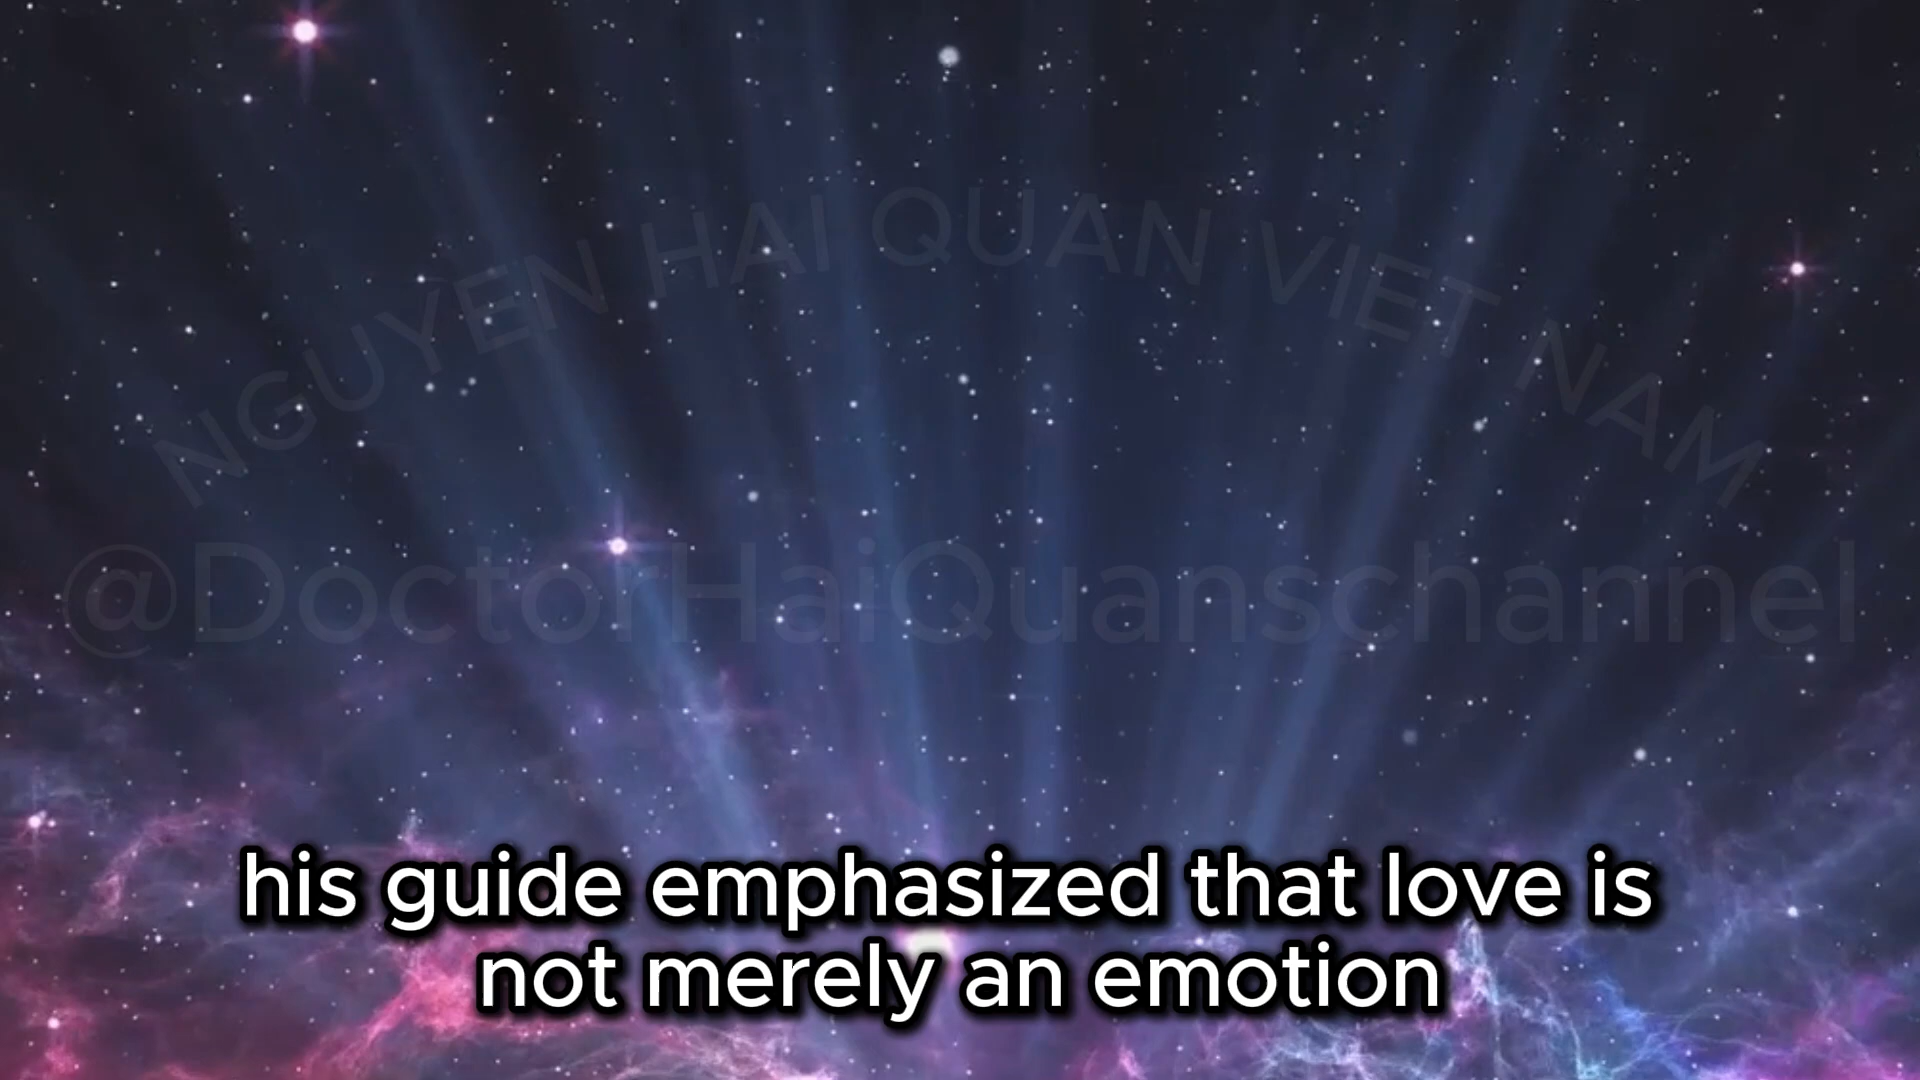 NGUYEN HAI QUAN VIET NAM
@DoctorHaiQuanschannel
his guide emphasized that love is
not merely an emotion